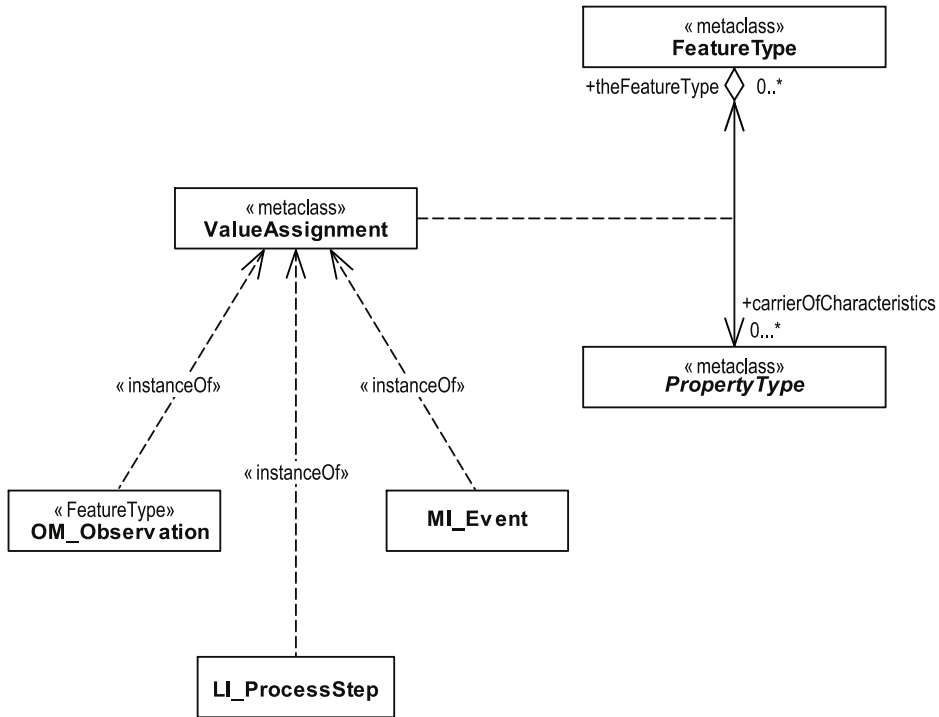 « metaclass»
FeatureType
+theFeatureType 0..*
« metaclass»
ValueAssignment
+carrierOfCharacteristics
0...*
« metaclass»
PropertyType
« instanceOf» « instanceOf»
« instanceOf»
« FeatureType»
OM_Observation
MI_Event
LI_ProcessStep